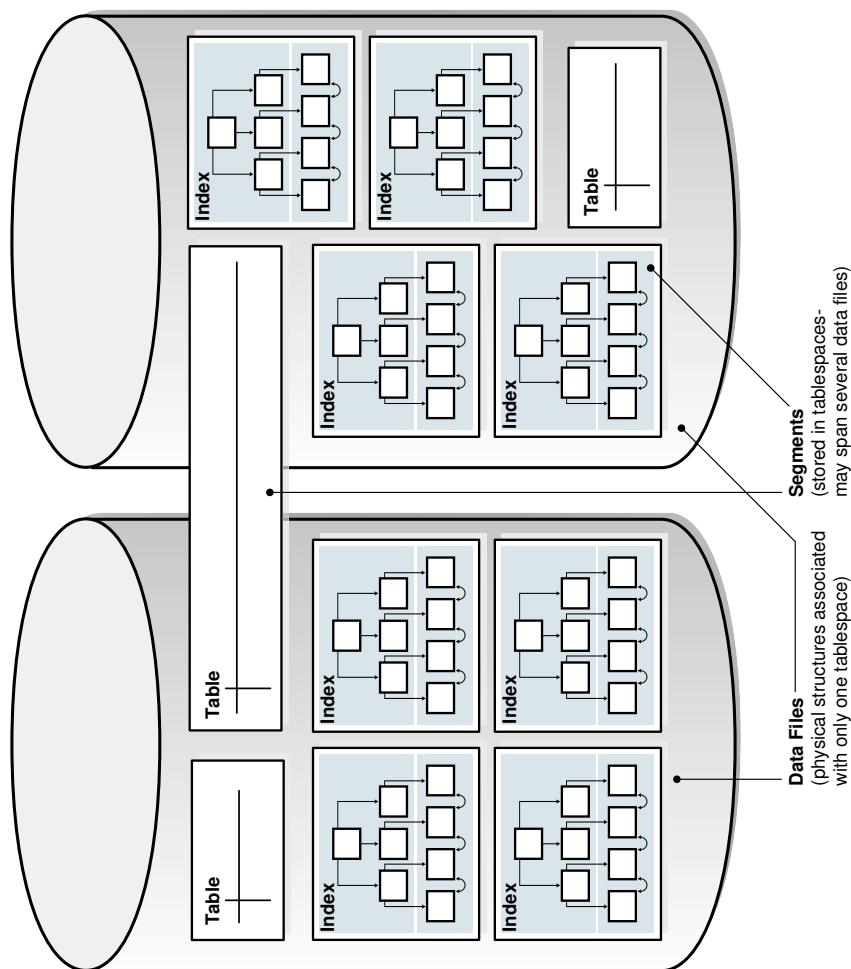 Table
Table
Index
Index
Index
Index
Index
Index
Index
Index
Table
Data Files
(physical structures associated
with only one tablespace)
Segments
(stored in tablespaces-
may span several data files)